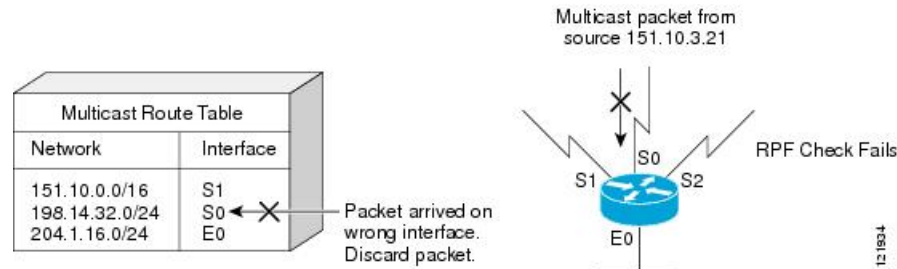 Multicast packet from
source 151.10.3.21
Multicast Route Table
Network Interface
151.10.0.0/16 S1
198.14.32.0/24 S0
204.1.16.0/24 E0
Packet arrived on
wrong interface.
Discard packet.
RPF Check Fails
S0
S1
S2
E0
121934